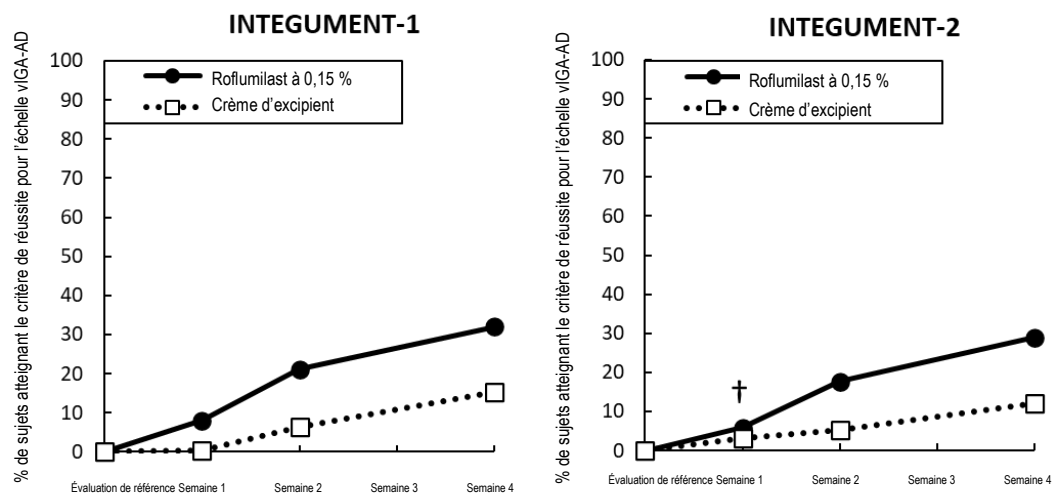 INTEGUMENT-1
% de sujets atteignant le critère de réussite pour l'échelle vIGA-AD
100
90
80
70
60
50
40
30
20
10
0
Roflumilast à 0,15 %
Crème d'excipient
Évaluation de référence Semaine 1 Semaine 2 Semaine 3 Semaine 4
INTEGUMENT-2
% de sujets atteignant le critère de réussite pour l'échelle vIGA-AD
100
90
80
70
60
50
40
30
20
10
0
Roflumilast à 0,15 %
Crème d'excipient
†
Évaluation de référence Semaine 1 Semaine 2 Semaine 3 Semaine 4